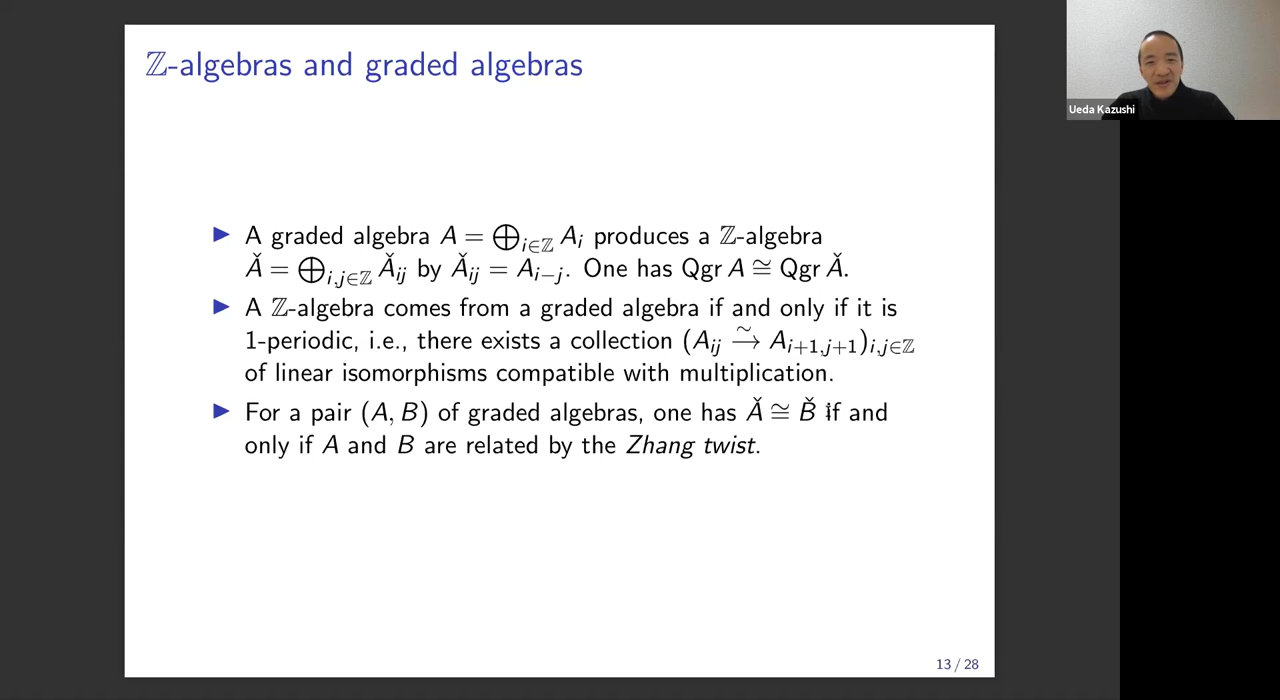 ℤ-algebras and graded algebras
▶ A graded algebra A = ⨁_{i∈ℤ} A_i produces a ℤ-algebra
Ǎ = ⨁_{i,j∈ℤ} Ǎ_{ij} by Ǎ_{ij} = A_{i−j}. One has Qgr A ≅ Qgr Ǎ.
▶ A ℤ-algebra comes from a graded algebra if and only if it is
1-periodic, i.e., there exists a collection (A_{ij} →̃ A_{i+1,j+1})_{i,j∈ℤ}
of linear isomorphisms compatible with multiplication.
▶ For a pair (A, B) of graded algebras, one has Ǎ ≅ B̌ if and
only if A and B are related by the Zhang twist.
13 / 28
Ueda Kazushi